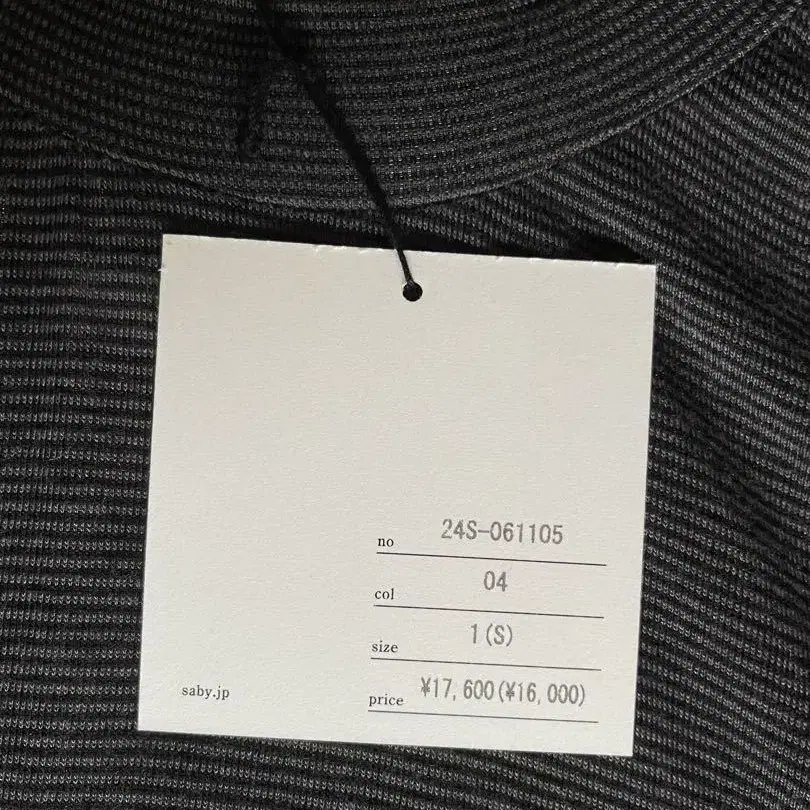 no 24S-061105
col 04
size 1(S)
saby.jp
price ¥17,600(¥16,000)